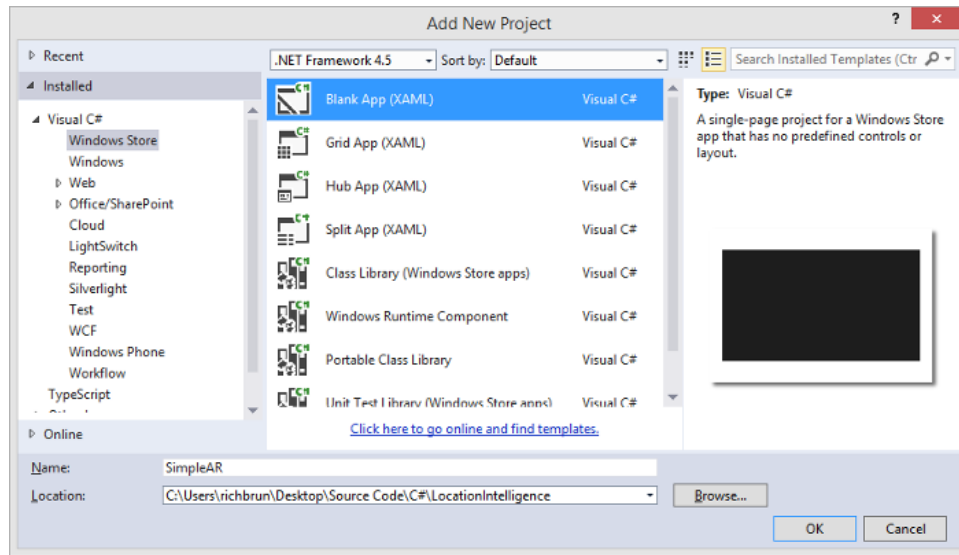 Add New Project
?
Recent
.NET Framework 4.5
Sort by: Default
Search Installed Templates (Ctr
Installed
Visual C#
Windows Store
Windows
Web
Office/SharePoint
Cloud
LightSwitch
Reporting
Silverlight
Test
WCF
Windows Phone
Workflow
TypeScript
Online
C#
Blank App (XAML) Visual C#
C#
Grid App (XAML) Visual C#
C#
Hub App (XAML) Visual C#
C#
Split App (XAML) Visual C#
C#
Class Library (Windows Store apps) Visual C#
C#
Windows Runtime Component Visual C#
C#
Portable Class Library Visual C#
C#
Unit Test Library (Windows Store apps) Visual C#
Click here to go online and find templates.
Type: Visual C#
A single-page project for a Windows Store
app that has no predefined controls or
layout.
Name: SimpleAR
Location: C:\Users\richbrun\Desktop\Source Code\C#\LocationIntelligence
Browse...
OK Cancel